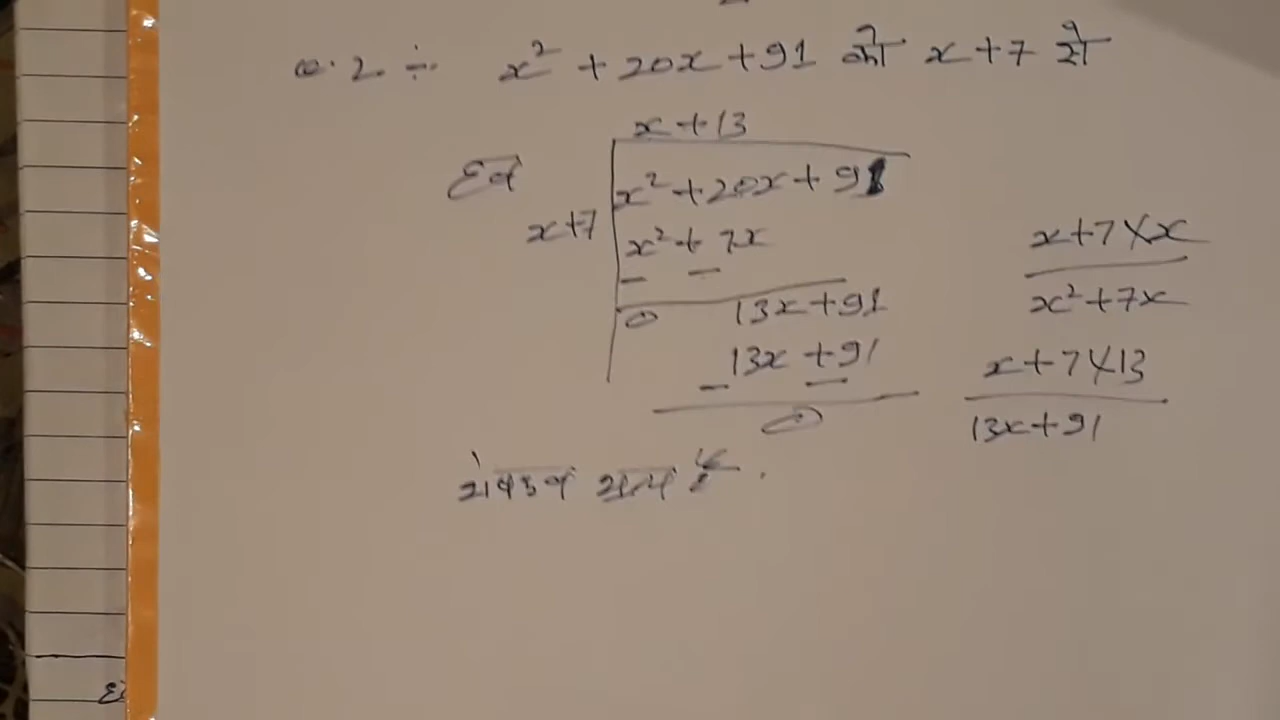 Q.2. ÷ x² + 20x + 91 को x + 7 से
x + 13
हल
x² + 20x + 91
x+7
x² + 7x
x+7 × x
- -
x² + 7x
0 13x + 91
13x + 91
x + 7 × 13
- -
0
13x + 91